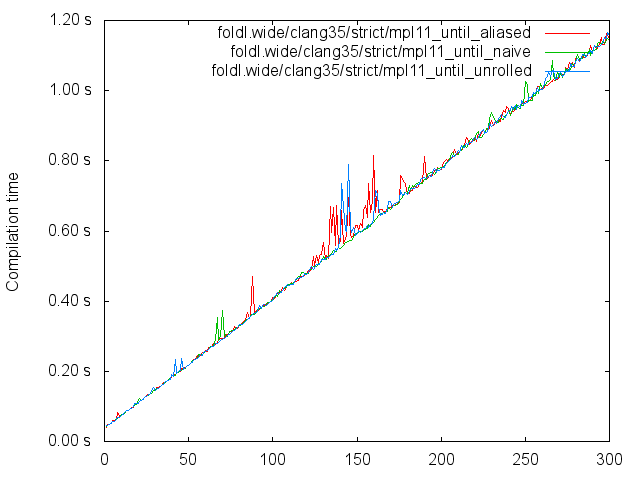 1.20 s
foldl.wide/clang35/strict/mpl11_until_aliased
foldl.wide/clang35/strict/mpl11_until_naive
foldl.wide/clang35/strict/mpl11_until_unrolled
1.00 s
0.80 s
Compilation time
0.60 s
0.40 s
0.20 s
0.00 s
0 50 100 150 200 250 300